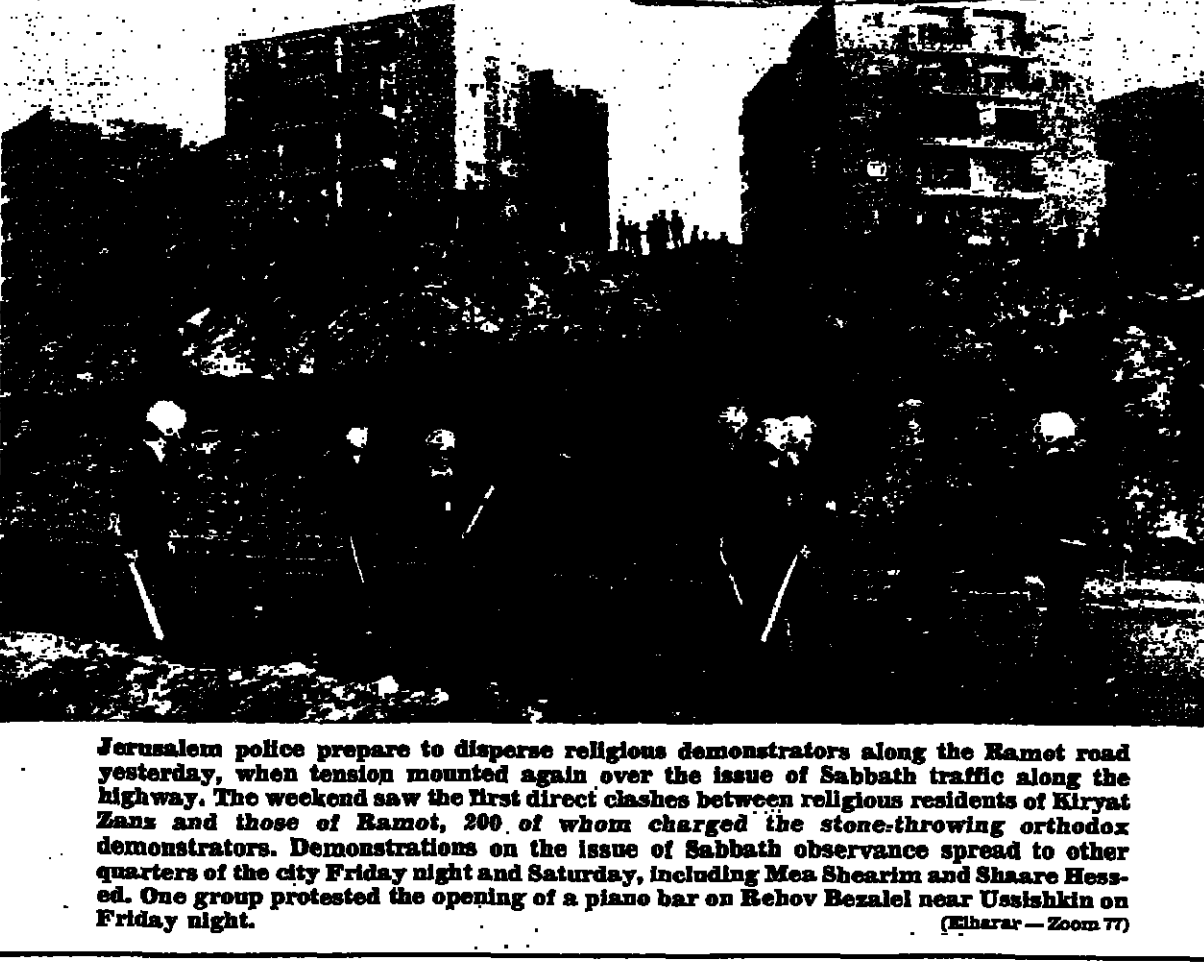 Jerusalem police prepare to disperse religious demonstrators along the Ramot road
yesterday, when tension mounted again over the issue of Sabbath traffic along the
highway. The weekend saw the first direct clashes between religious residents of Kiryat
Zanz and those of Ramot, 200 of whom charged the stone-throwing orthodox
demonstrators. Demonstrations on the issue of Sabbath observance spread to other
quarters of the city Friday night and Saturday, including Mea Shearim and Shaare Hess-
ed. One group protested the opening of a piano bar on Rehov Bezalel near Ussishkin on
Friday night.
(Elharar — Zoom 77)